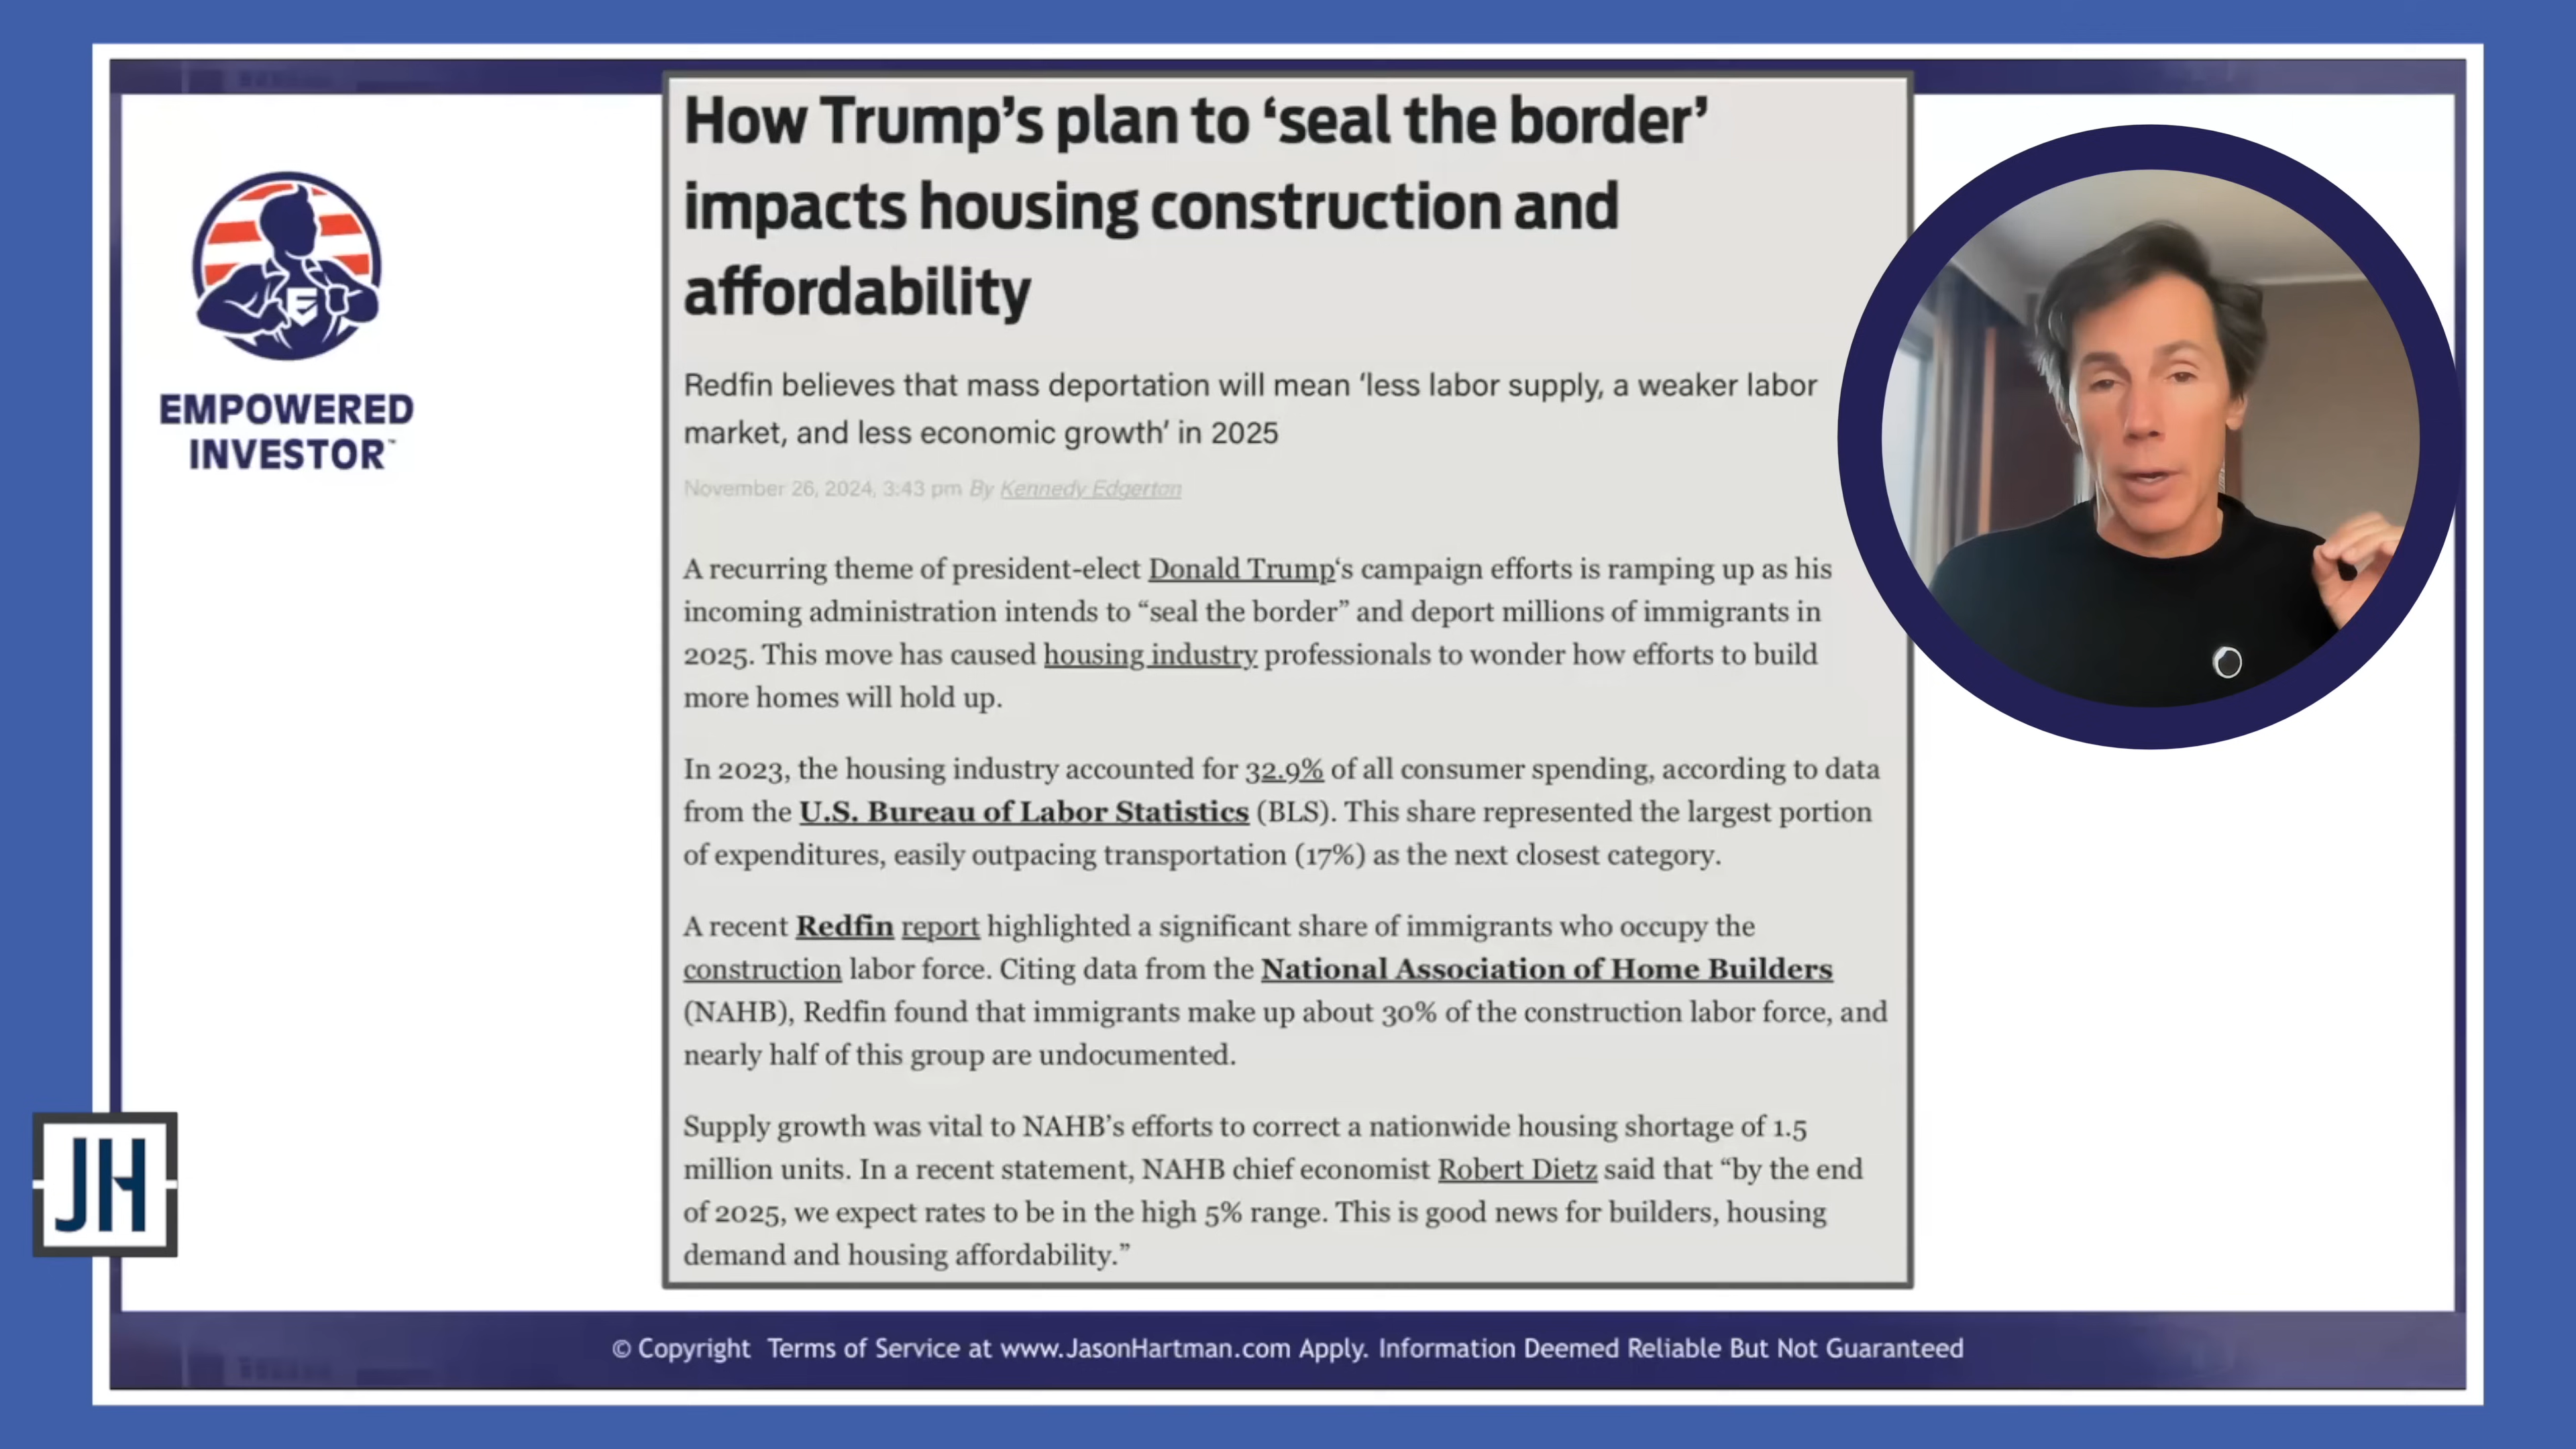 How Trump’s plan to ‘seal the border’
impacts housing construction and
affordability
Redfin believes that mass deportation will mean ‘less labor supply, a weaker labor
market, and less economic growth’ in 2025
November 26, 2024, 3:43 pm By Kennedy Edgerton
A recurring theme of president-elect Donald Trump‘s campaign efforts is ramping up as his
incoming administration intends to “seal the border” and deport millions of immigrants in
2025. This move has caused housing industry professionals to wonder how efforts to build
more homes will hold up.
In 2023, the housing industry accounted for 32.9% of all consumer spending, according to data
from the U.S. Bureau of Labor Statistics (BLS). This share represented the largest portion
of expenditures, easily outpacing transportation (17%) as the next closest category.
A recent Redfin report highlighted a significant share of immigrants who occupy the
construction labor force. Citing data from the National Association of Home Builders
(NAHB), Redfin found that immigrants make up about 30% of the construction labor force, and
nearly half of this group are undocumented.
Supply growth was vital to NAHB’s efforts to correct a nationwide housing shortage of 1.5
million units. In a recent statement, NAHB chief economist Robert Dietz said that “by the end
of 2025, we expect rates to be in the high 5% range. This is good news for builders, housing
demand and housing affordability.”
EMPOWERED
INVESTOR™
JH
© Copyright Terms of Service at www.JasonHartman.com Apply. Information Deemed Reliable But Not Guaranteed